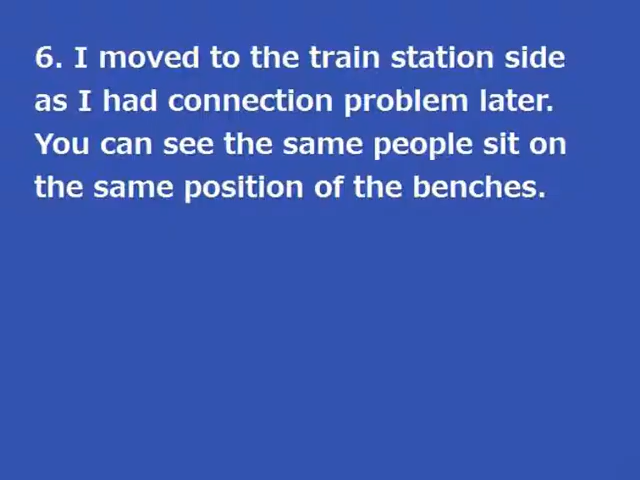 6. I moved to the train station side
as I had connection problem later.
You can see the same people sit on
the same position of the benches.